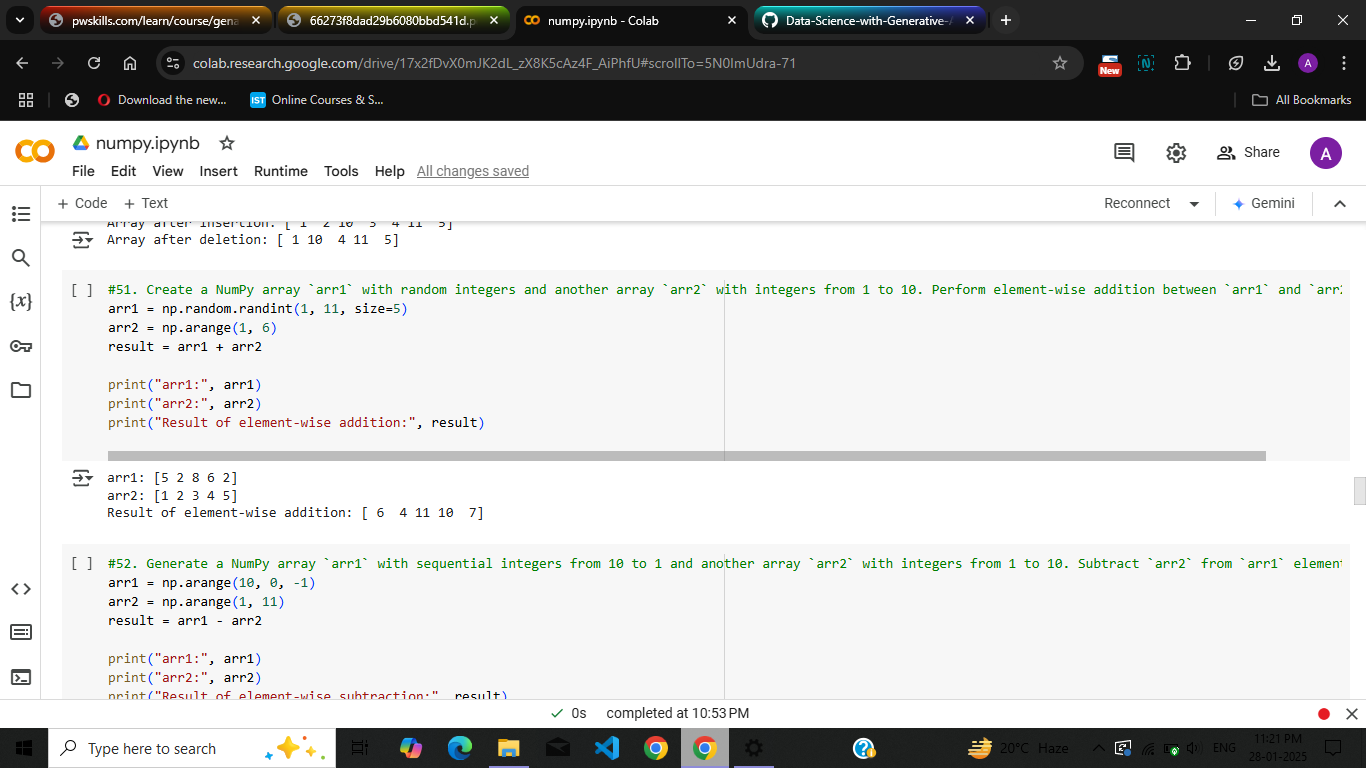 pwskills.com/learn/course/gena
66273f8dad29b6080bbd541d.p
numpy.ipynb - Colab
Data-Science-with-Generative-
colab.research.google.com/drive/17x2fDvX0mJK2dL_zX8K5cAz4F_AiPhfU#scrollTo=5N0ImUdra-71
New
N
A
Download the new...
IST Online Courses & S...
All Bookmarks
numpy.ipynb
File Edit View Insert Runtime Tools Help All changes saved
Share
A
+ Code + Text
Reconnect
Gemini
Array after insertion: [ 1 2 10 3 4 11 5]
Array after deletion: [ 1 10  4 11  5]
[ ] #51. Create a NumPy array `arr1` with random integers and another array `arr2` with integers from 1 to 10. Perform element-wise addition between `arr1` and `arr
arr1 = np.random.randint(1, 11, size=5)
arr2 = np.arange(1, 6)
result = arr1 + arr2
print("arr1:", arr1)
print("arr2:", arr2)
print("Result of element-wise addition:", result)
{x}
arr1: [5 2 8 6 2]
arr2: [1 2 3 4 5]
Result of element-wise addition: [ 6  4 11 10  7]
[ ] #52. Generate a NumPy array `arr1` with sequential integers from 10 to 1 and another array `arr2` with integers from 1 to 10. Subtract `arr2` from `arr1` element
arr1 = np.arange(10, 0, -1)
arr2 = np.arange(1, 11)
result = arr1 - arr2
print("arr1:", arr1)
print("arr2:", arr2)
print("Result of element-wise subtraction:", result)
0s completed at 10:53 PM
Type here to search
20°C Haze
ENG
11:21 PM
28-01-2025